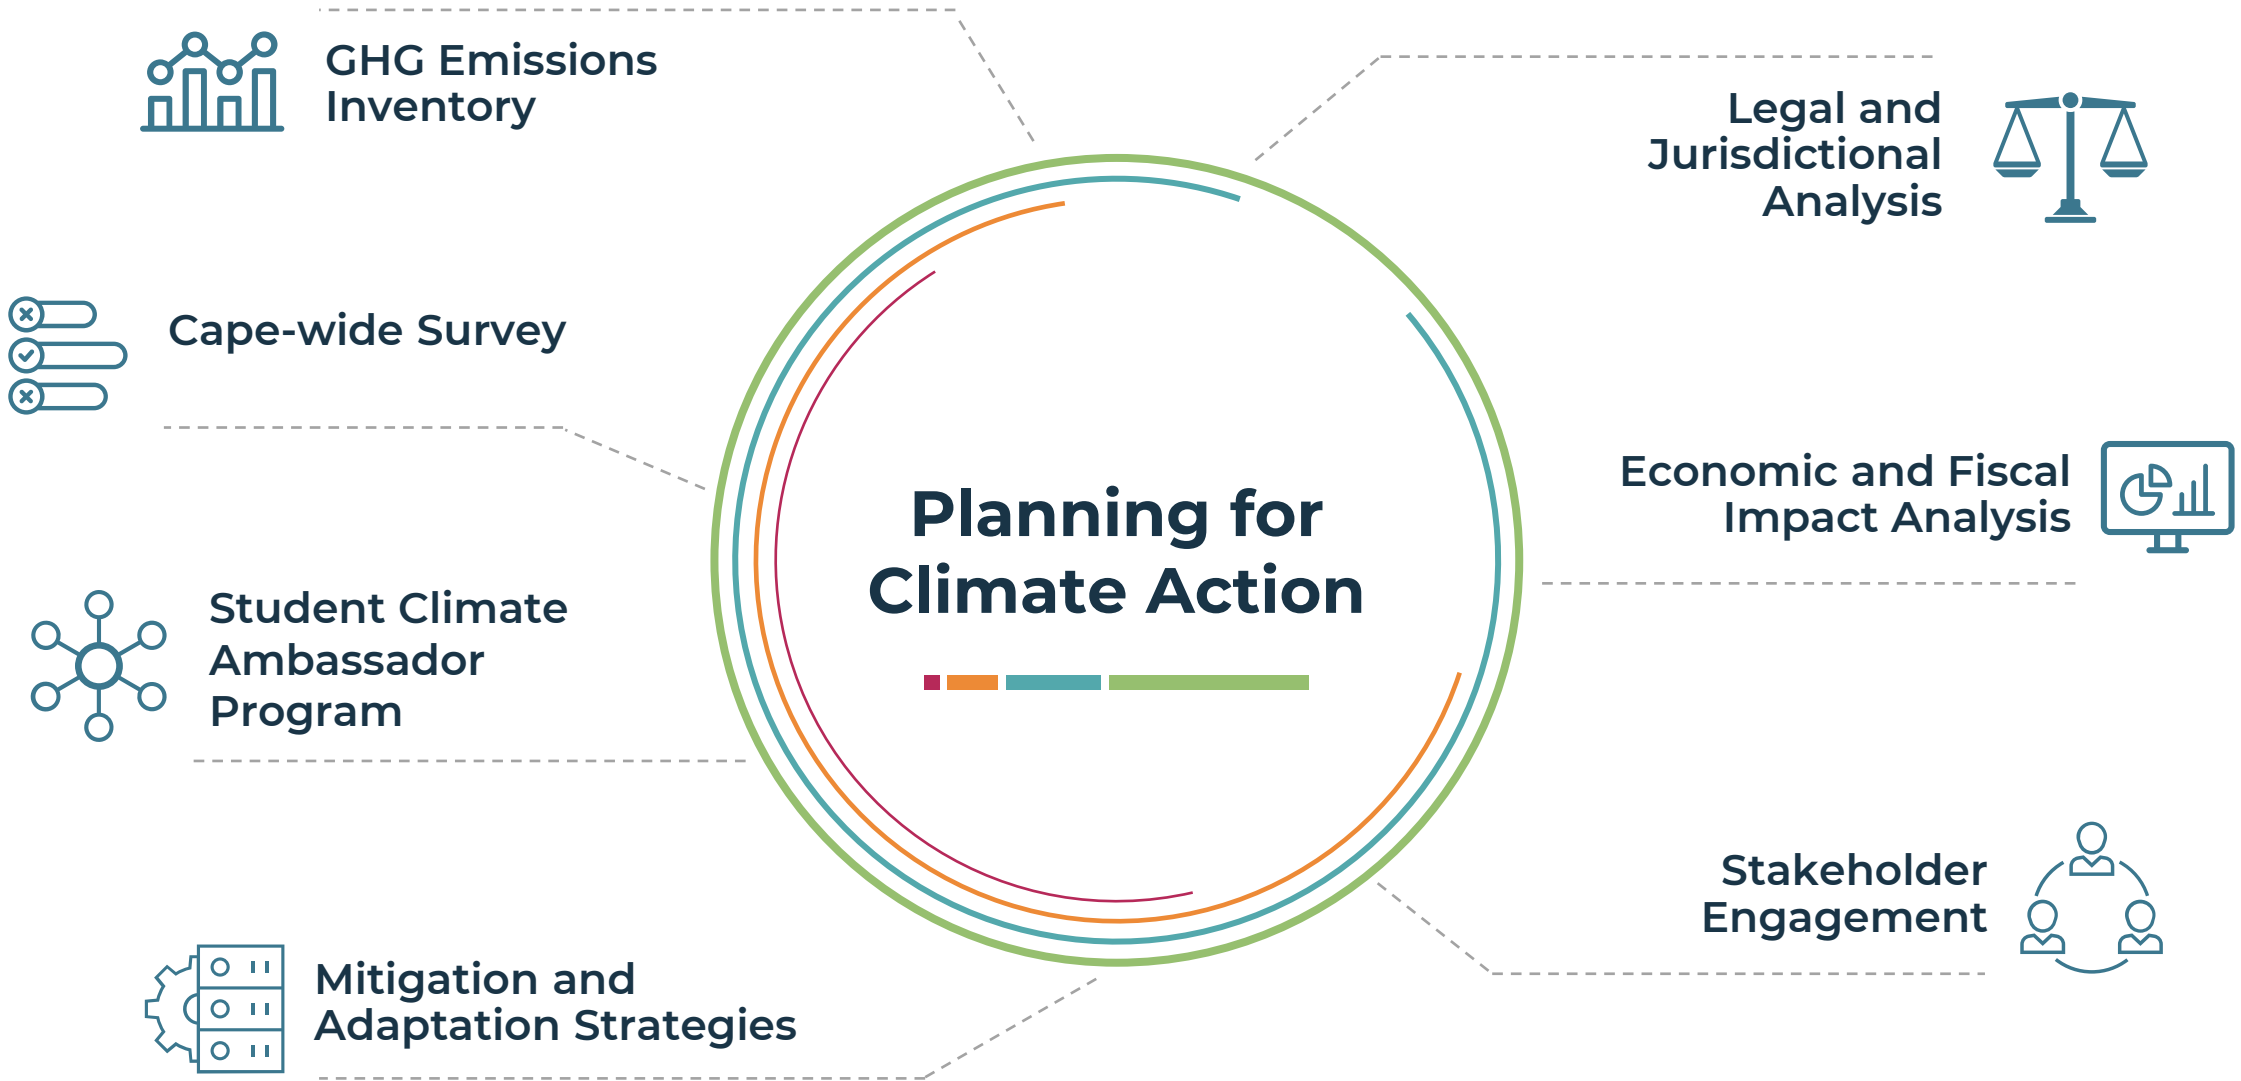 GHG Emissions
Inventory
Cape-wide Survey
Student Climate
Ambassador
Program
Mitigation and
Adaptation Strategies
Planning for
Climate Action
Legal and
Jurisdictional
Analysis
Economic and Fiscal
Impact Analysis
Stakeholder
Engagement